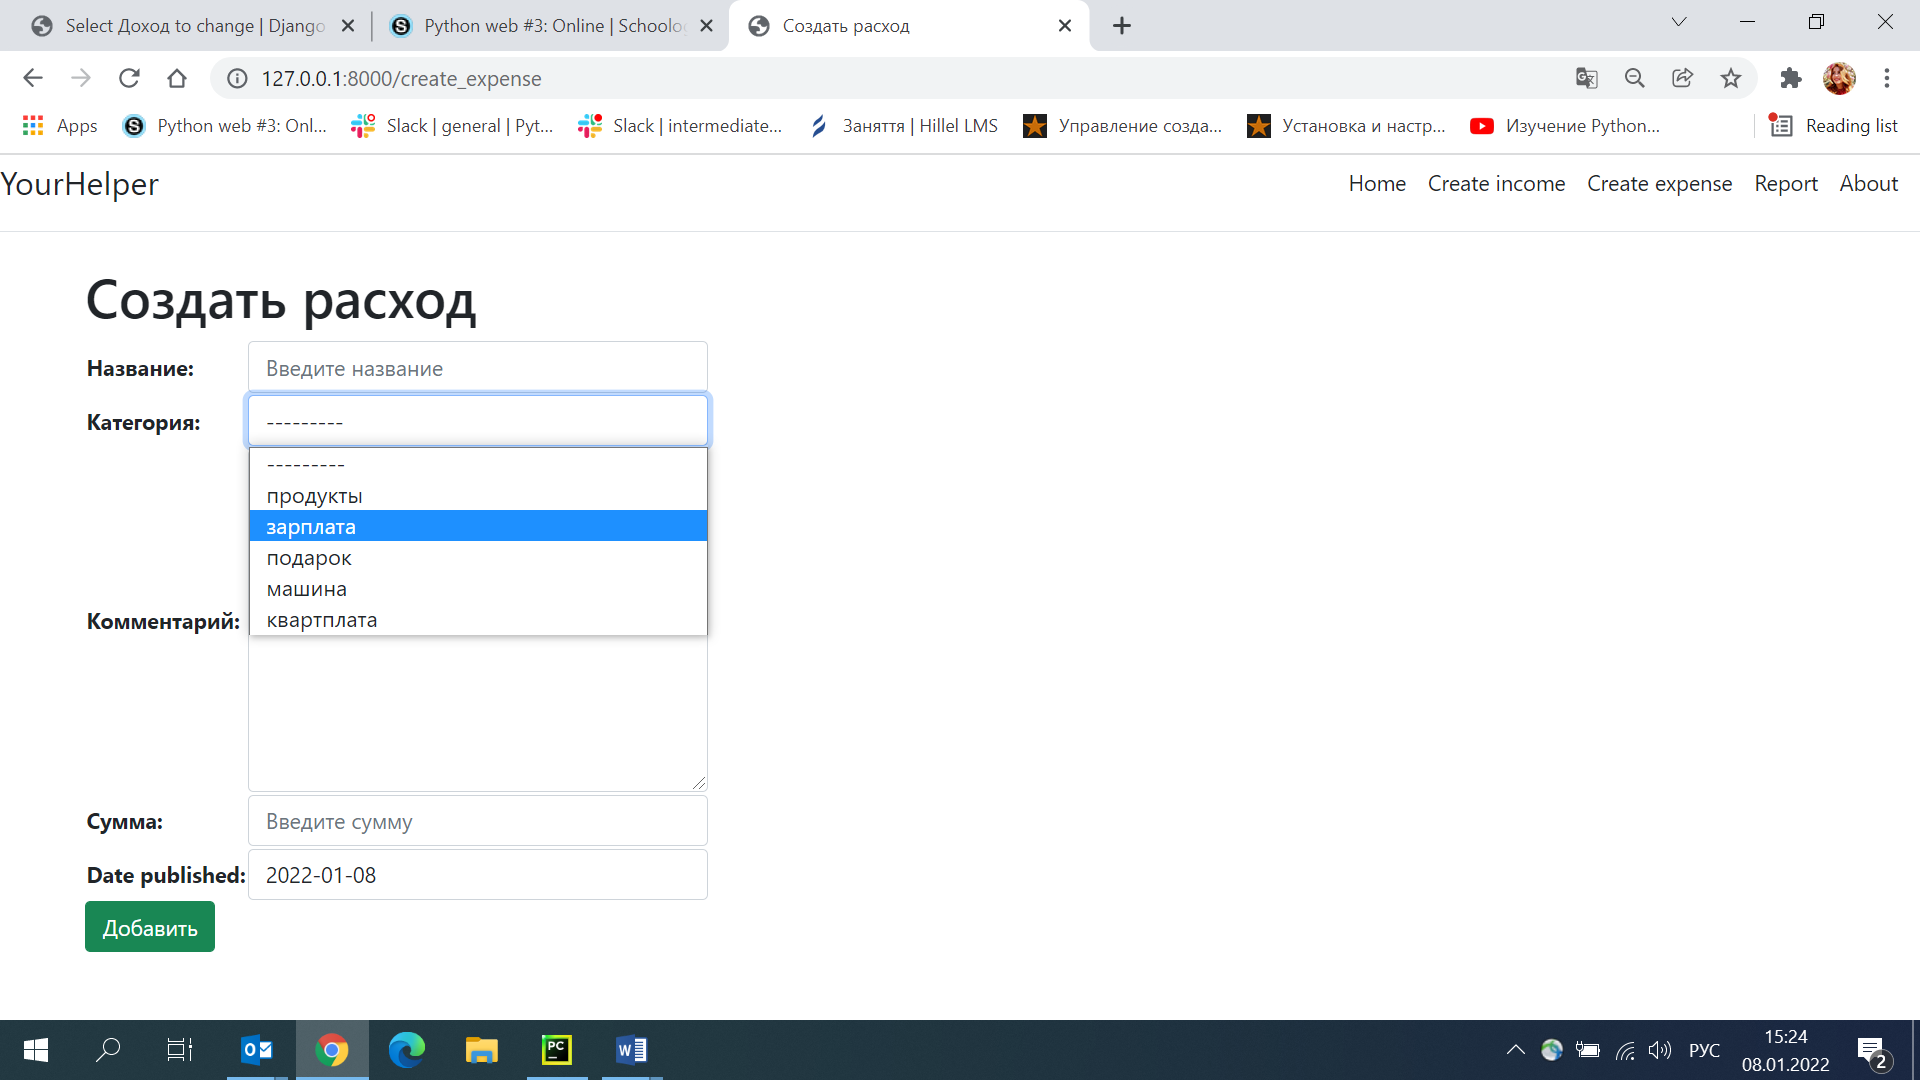 Select Доход to change | Django
Python web #3: Online | Schoolog
Создать расход
127.0.0.1:8000/create_expense
Apps
Python web #3: Onl...
Slack | general | Pyt...
Slack | intermediate...
Заняття | Hillel LMS
Управление созда...
Установка и настр...
Изучение Python...
Reading list
YourHelper
Home
Create income
Create expense
Report
About
Создать расход
Название:
Введите название
Категория:
---------
---------
продукты
зарплата
подарок
машина
квартплата
Комментарий:
Сумма:
Введите сумму
Date published:
2022-01-08
Добавить
РУС
15:24
08.01.2022
2